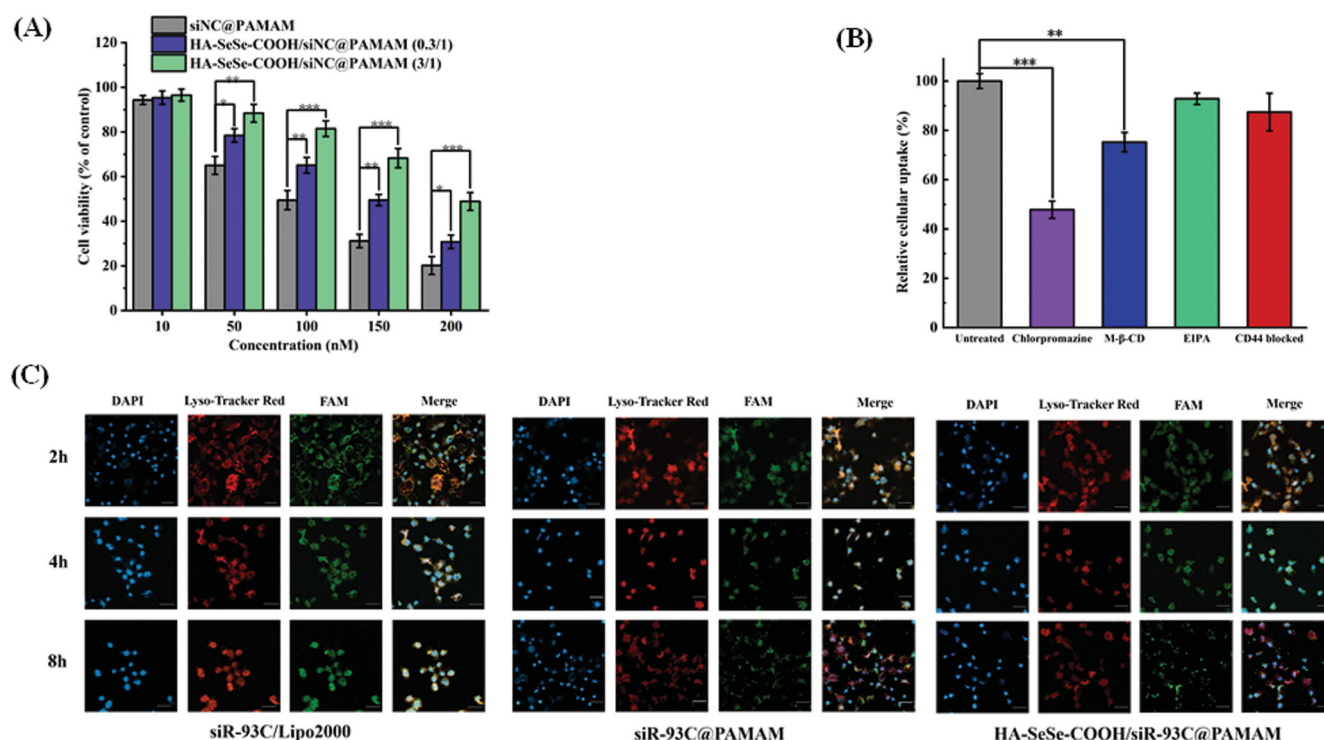 (A)
siNC@PAMAM
HA-SeSe-COOH/siNC@PAMAM (0.3/1)
HA-SeSe-COOH/siNC@PAMAM (3/1)
Cell viability (% of control)
120
100
80
60
40
20
0
** * *** ** *** ** *** *
10 50 100 150 200
Concentration (nM)
(B)
Relative cellular uptake (%)
100
80
60
40
20
0
**
***
Untreated Chlorpromazine M-β-CD EIPA CD44 blocked
(C)
DAPI Lyso-Tracker Red FAM Merge DAPI Lyso-Tracker Red FAM Merge DAPI Lyso-Tracker Red FAM Merge
2h
4h
8h
siR-93C/Lipo2000 siR-93C@PAMAM HA-SeSe-COOH/siR-93C@PAMAM